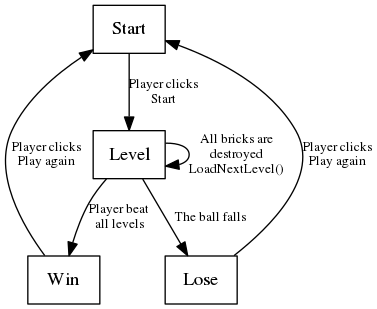 Start
Player clicks
Start
Level
All bricks are
destroyed
LoadNextLevel()
Player clicks
Play again
Player clicks
Play again
Player beat
all levels
The ball falls
Win
Lose